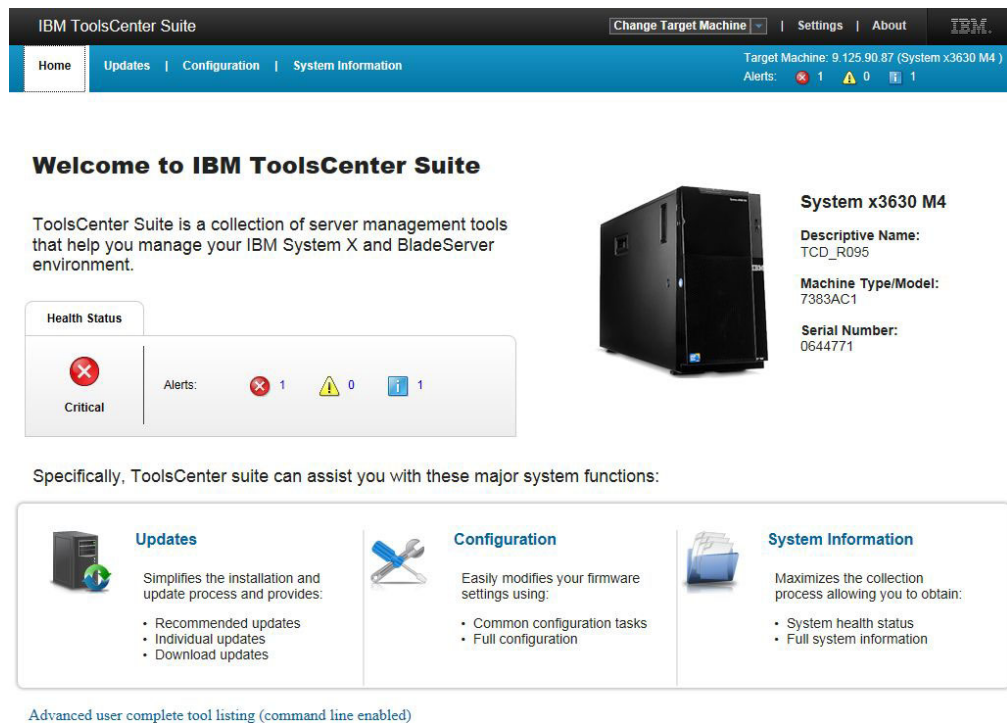 IBM ToolsCenter Suite
Change Target Machine | Settings | About IBM.
Home Updates | Configuration | System Information
Target Machine: 9.125.90.87 (System x3630 M4 )
Alerts: 1 0 1
Welcome to IBM ToolsCenter Suite
ToolsCenter Suite is a collection of server management tools
that help you manage your IBM System X and BladeServer
environment.
Health Status
Critical
Alerts: 1 0 1
System x3630 M4
Descriptive Name:
TCD_R095
Machine Type/Model:
7383AC1
Serial Number:
0644771
Specifically, ToolsCenter suite can assist you with these major system functions:
Updates
Simplifies the installation and
update process and provides:
• Recommended updates
• Individual updates
• Download updates
Configuration
Easily modifies your firmware
settings using:
• Common configuration tasks
• Full configuration
System Information
Maximizes the collection
process allowing you to obtain:
• System health status
• Full system information
Advanced user complete tool listing (command line enabled)